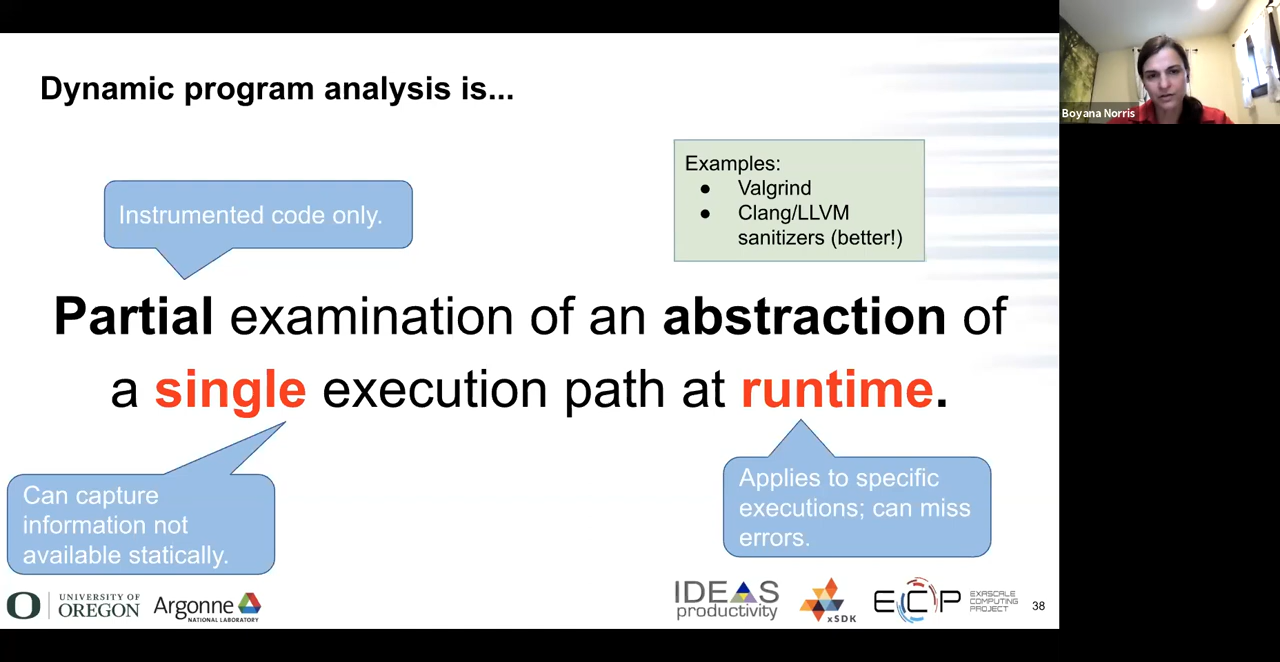 Dynamic program analysis is...
Boyana Norris
Examples:
● Valgrind
● Clang/LLVM
sanitizers (better!)
Instrumented code only.
Partial examination of an abstraction of
a single execution path at runtime.
Can capture
information not
available statically.
Applies to specific
executions; can miss
errors.
UNIVERSITY OF
OREGON
Argonne
NATIONAL LABORATORY
IDEAS
productivity
xSDK
ECP
EXASCALE
COMPUTING
PROJECT
38